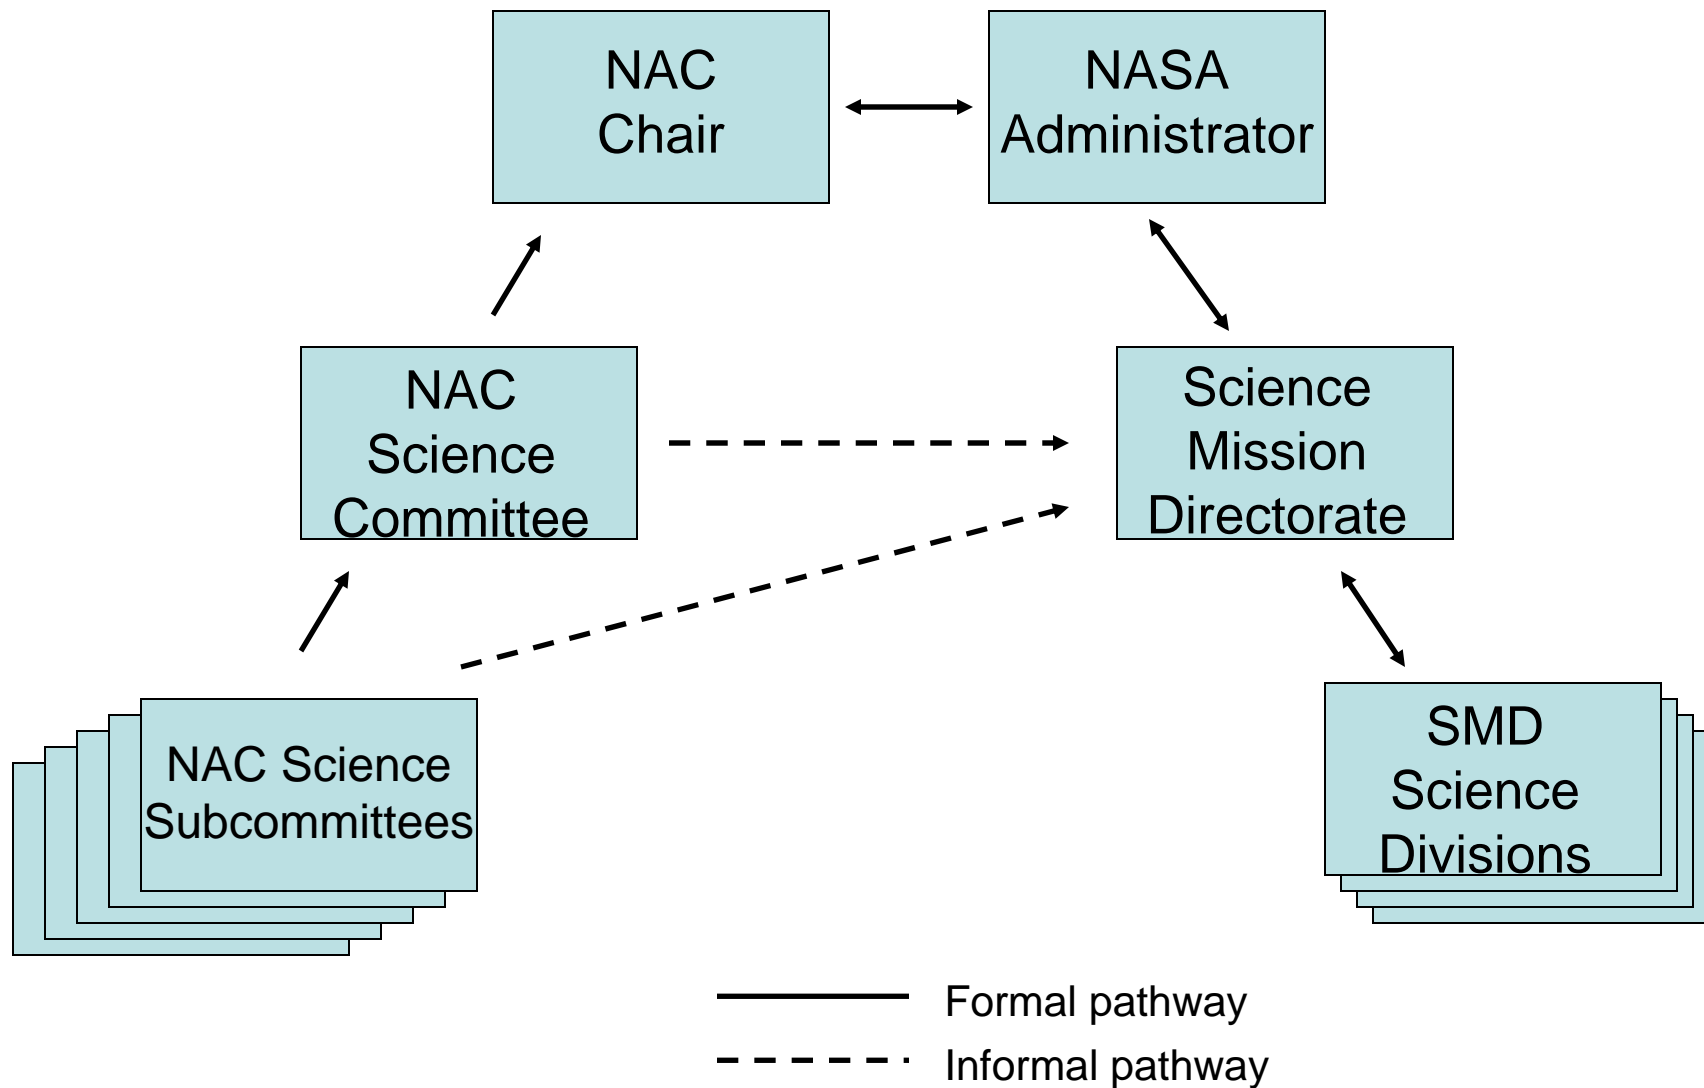 NAC
Chair
NASA
Administrator
NAC
Science
Committee
Science
Mission
Directorate
NAC Science
Subcommittees
SMD
Science
Divisions
Formal pathway
Informal pathway